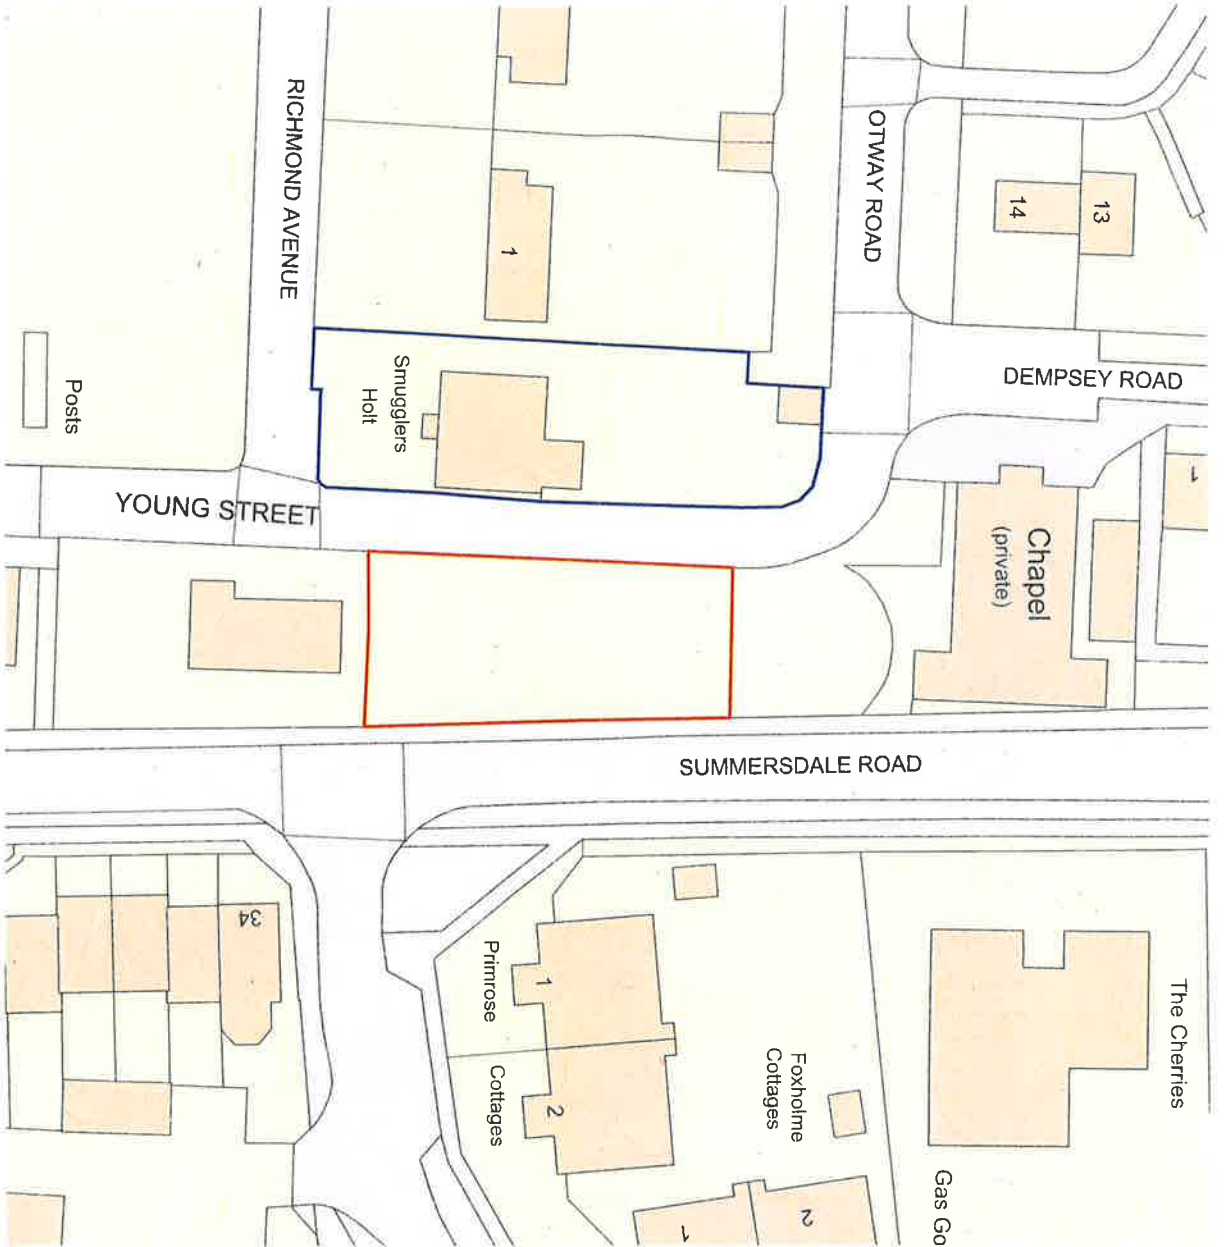 RICHMOND AVENUE
OTWAY ROAD
14
13
1
DEMPSEY ROAD
Smugglers
Holt
Posts
1
YOUNG STREET
Chapel
(private)
SUMMERSDALE ROAD
34
Primrose
Cottages
1
2
Foxholme
Cottages
The Cherries
Gas Go
1
2